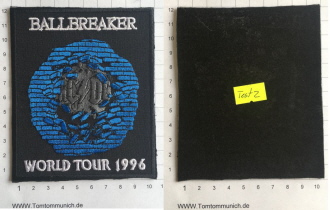 BALLBREAKER
AC/DC
WORLD TOUR 1996
Test 2
1 2 3 4 5 6 7 8 9 10
1 2 3 4 5 6 7 8 9 10
WWW.Tomtommunich.de
WWW.Tomtommunich.de